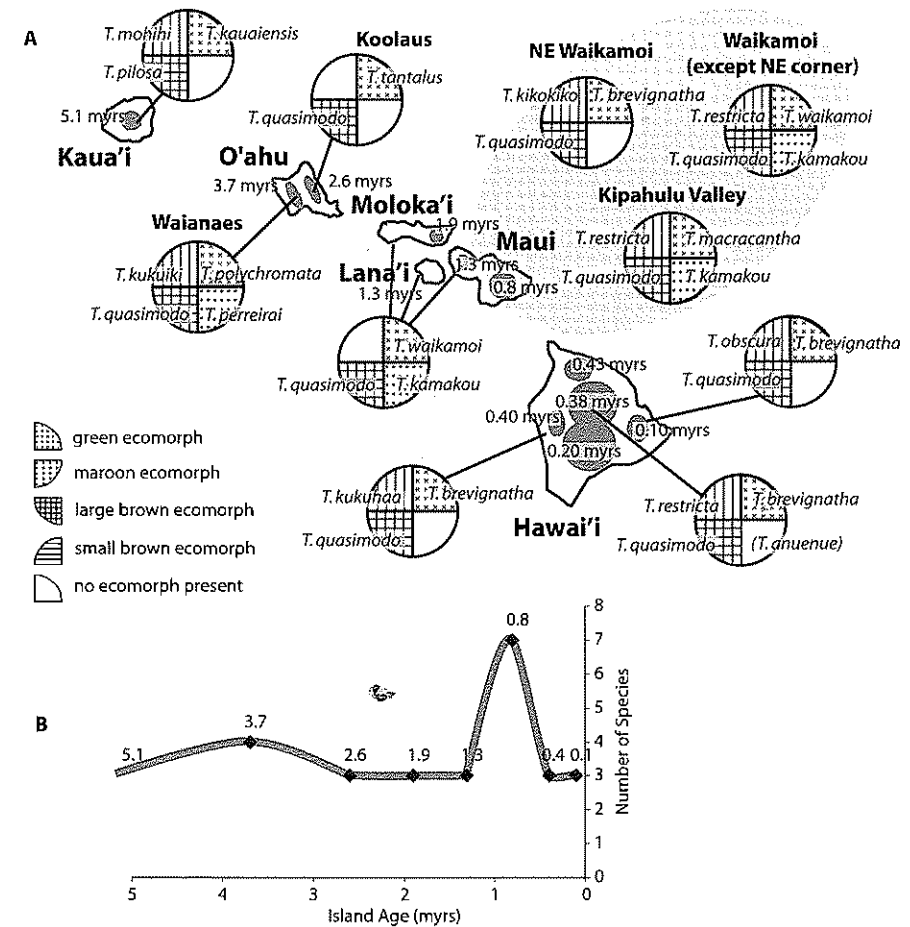 A
T. mohihi
T. kauaiensis
T. pilosa
5.1 myrs
Kaua'i
Koolaus
T. tantalus
T. quasimodo
O'ahu
3.7 myr
2.6 myrs
Waianaes
T. kukuiki
T. polychromata
T. quasimodo
T. perreirai
Moloka'i
1.9 myrs
Lana'i
1.3 myrs
Maui
1.3 myrs
0.8 myrs
T. waikamoi
T. quasimodo
T. kamakou
NE Waikamoi
T. kikokiko
T. brevignatha
T. quasimodo
Waikamoi
(except NE corner)
T. restricta
T. waikamoi
T. quasimodo
T. kamakou
Kipahulu Valley
T. restricta
T. macracantha
T. quasimodo
T. kamakou
0.43 myrs
0.38 myrs
0.40 myrs
0.10 myrs
0.20 myrs
Hawai'i
T. obscura
T. brevignatha
T. quasimodo
T. kukuhaa
T. brevignatha
T. quasimodo
T. restricta
T. brevignatha
T. quasimodo
(T. anuenue)
green ecomorph
maroon ecomorph
large brown ecomorph
small brown ecomorph
no ecomorph present
B
5.1
3.7
2.6
1.9
1.3
0.8
0.4
0.1
8
7
6
5
4
3
2
1
0
Number of Species
5
4
3
2
1
0
Island Age (myrs)